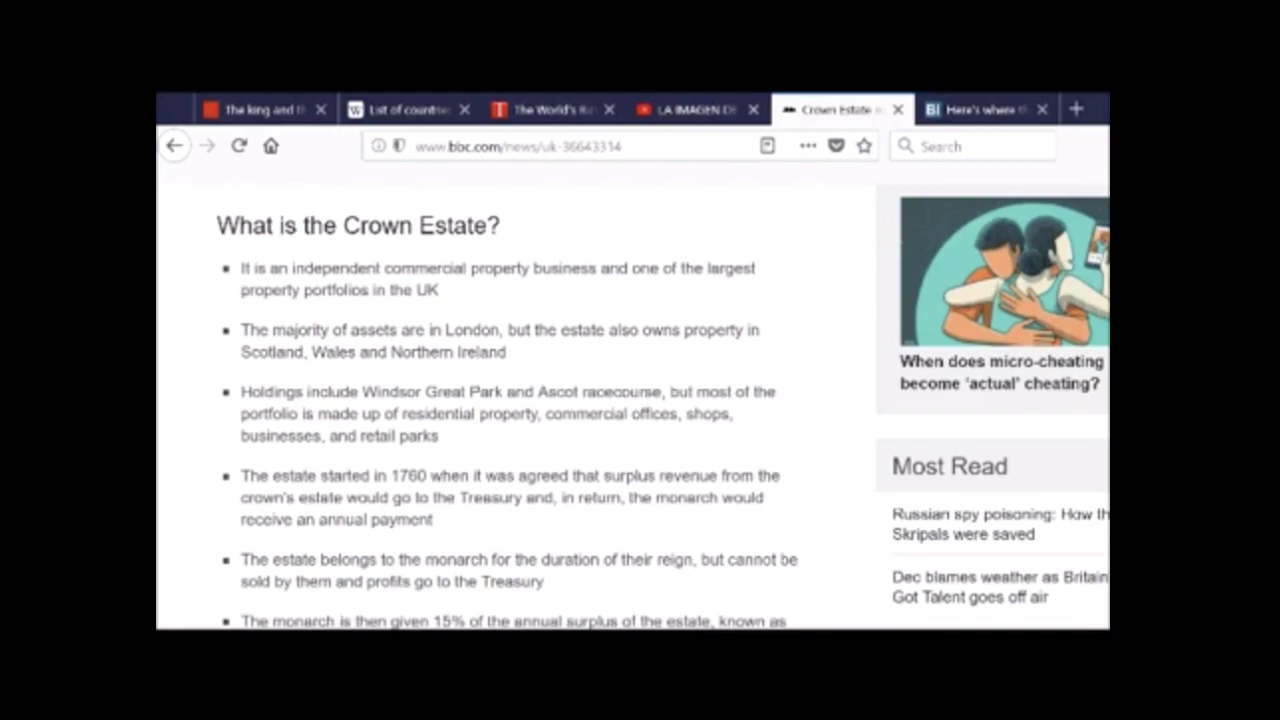 The king and
List of countrie
The World's Ric
LA IMAGEN DE
Crown Estate
Here's where
www.bbc.com/news/uk-36643314
Search
What is the Crown Estate?
It is an independent commercial property business and one of the largest
property portfolios in the UK
The majority of assets are in London, but the estate also owns property in
Scotland, Wales and Northern Ireland
Holdings include Windsor Great Park and Ascot racecourse, but most of the
portfolio is made up of residential property, commercial offices, shops,
businesses, and retail parks
The estate started in 1760 when it was agreed that surplus revenue from the
crown's estate would go to the Treasury and, in return, the monarch would
receive an annual payment
The estate belongs to the monarch for the duration of their reign, but cannot be
sold by them and profits go to the Treasury
The monarch is then given 15% of the annual surplus of the estate, known as
When does micro-cheating
become ‘actual’ cheating?
Most Read
Russian spy poisoning: How th
Skripals were saved
Dec blames weather as Britain
Got Talent goes off air